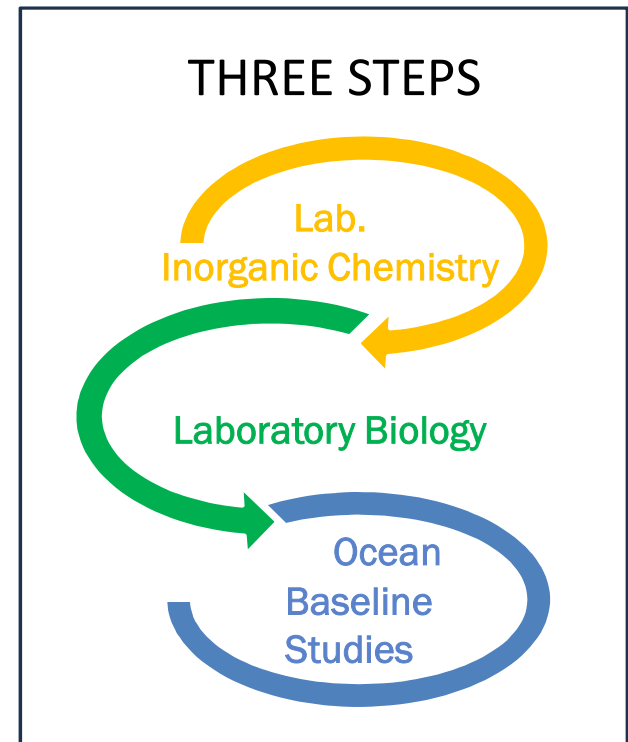 THREE STEPS
Lab.
Inorganic Chemistry
Laboratory Biology
Ocean
Baseline
Studies